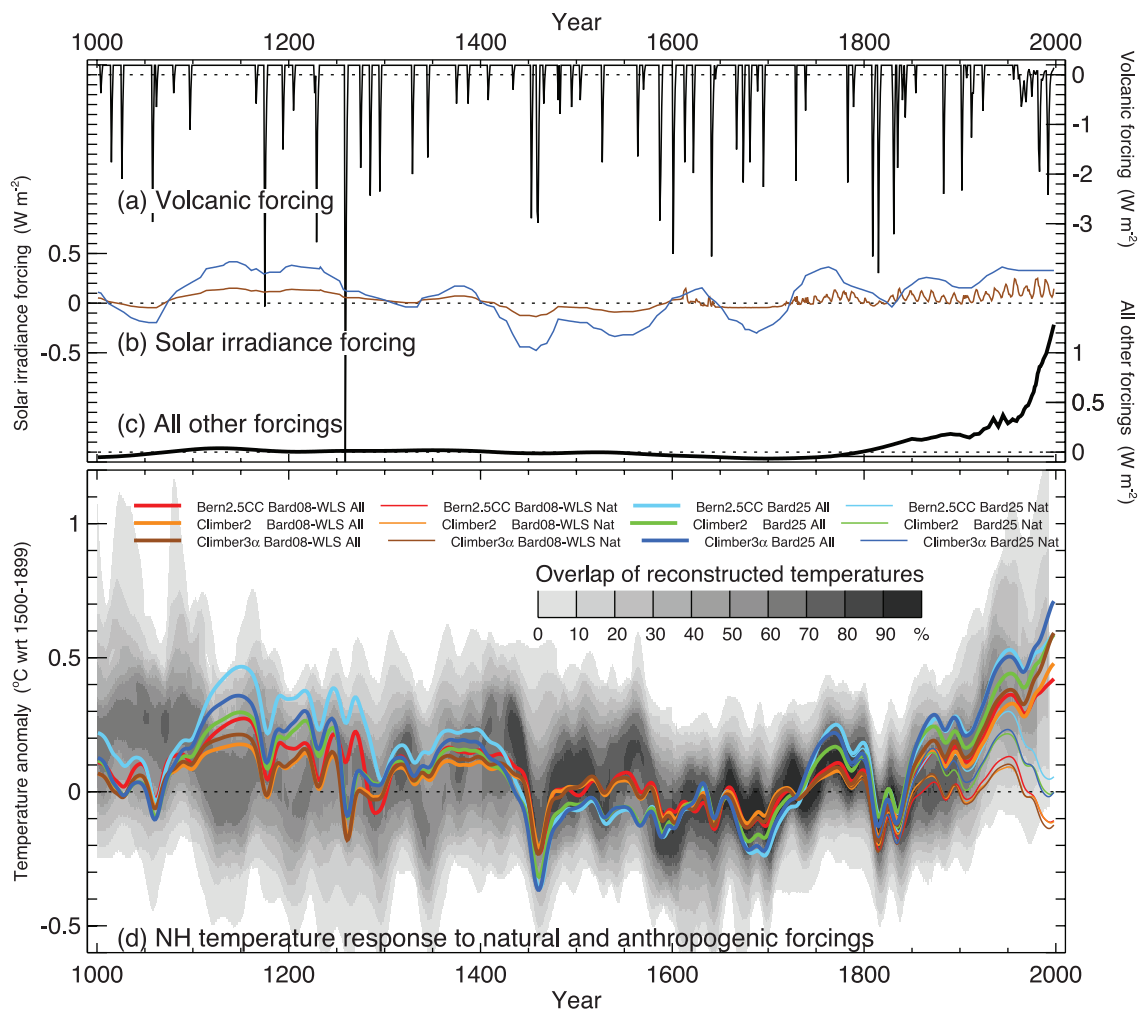 Year
1000 1200 1400 1600 1800 2000
0
-1
-2
-3
Volcanic forcing (W m-2)
(a) Volcanic forcing
0.5
0
-0.5
Solar irradiance forcing (W m-2)
(b) Solar irradiance forcing
1
0.5
0
All other forcings (W m-2)
(c) All other forcings
Bern2.5CC Bard08-WLS All Bern2.5CC Bard08-WLS Nat Bern2.5CC Bard25 All Bern2.5CC Bard25 Nat
Climber2 Bard08-WLS All Climber2 Bard08-WLS Nat Climber2 Bard25 All Climber2 Bard25 Nat
Climber3α Bard08-WLS All Climber3α Bard08-WLS Nat Climber3α Bard25 All Climber3α Bard25 Nat
Overlap of reconstructed temperatures
0 10 20 30 40 50 60 70 80 90 %
1
0.5
0
-0.5
Temperature anomaly (°C wrt 1500-1899)
(d) NH temperature response to natural and anthropogenic forcings
1000 1200 1400 1600 1800 2000
Year